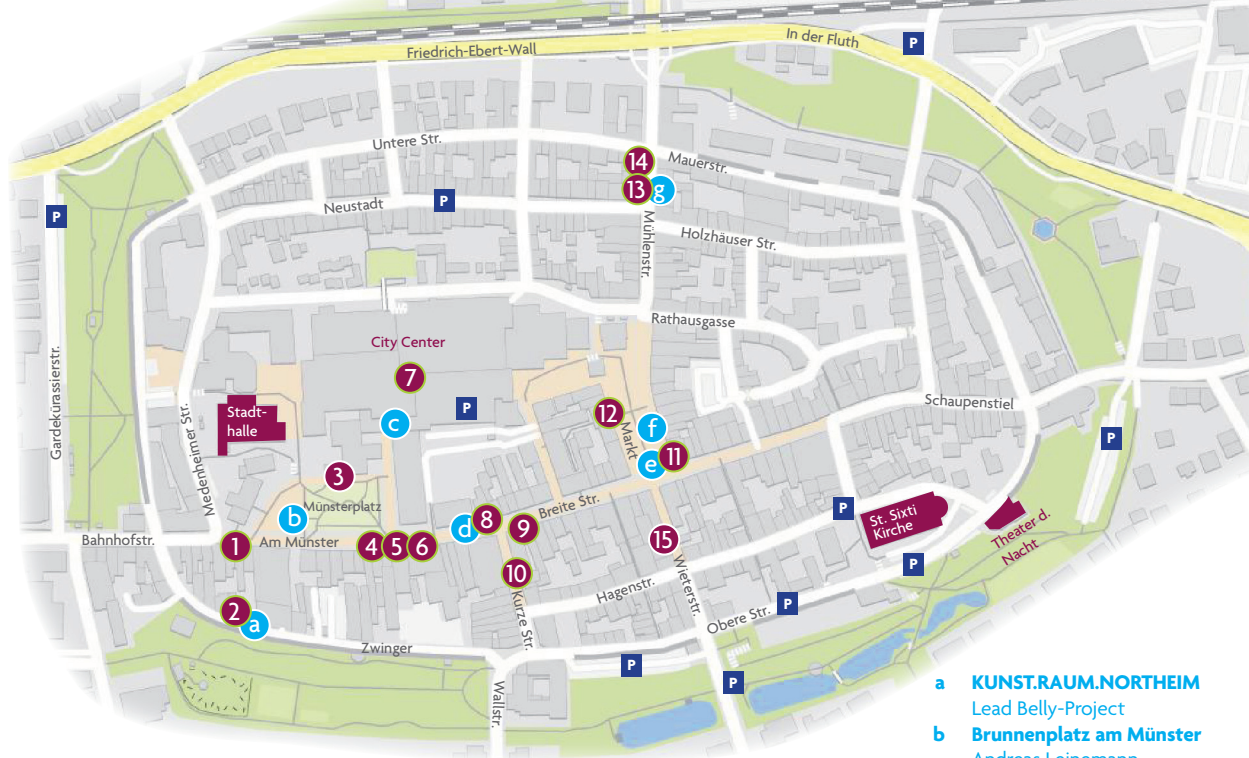 In der Fluth
P
Friedrich-Ebert-Wall
Untere Str.
14
Mauerstr.
13
g
P
Neustadt
P
Mühlenstr.
Holzhäuser Str.
Rathausgasse
City Center
7
Gardekürassierstr.
Medenheimer Str.
Stadt-
halle
c
P
12
Markt
f
Schaupenstiel
P
11
e
3
Münsterplatz
b
d
8
9
Breite Str.
P
St. Sixti
Kirche
Theater d.
Nacht
Bahnhofstr.
1
Am Münster
4
5
6
15
10
Wieterstr.
P
Hagenstr.
Kurze Str.
P
2
a
Obere Str.
Zwinger
P
P
Wallstr.
a KUNST.RAUM.NORTHEIM
Lead Belly-Project
b Brunnenplatz am Münster
Andreas Leinemann